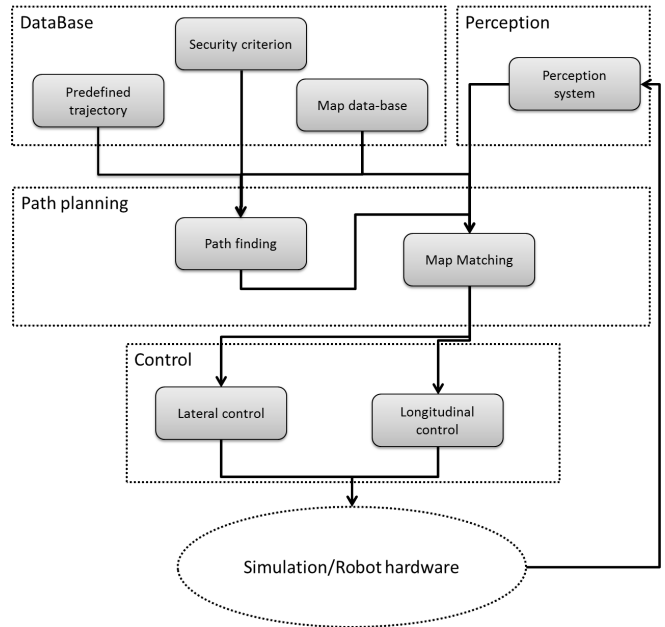 DataBase
Security criterion
Predefined
trajectory
Map data-base
Perception
Perception
system
Path planning
Path finding
Map Matching
Control
Lateral control
Longitudinal
control
Simulation/Robot hardware